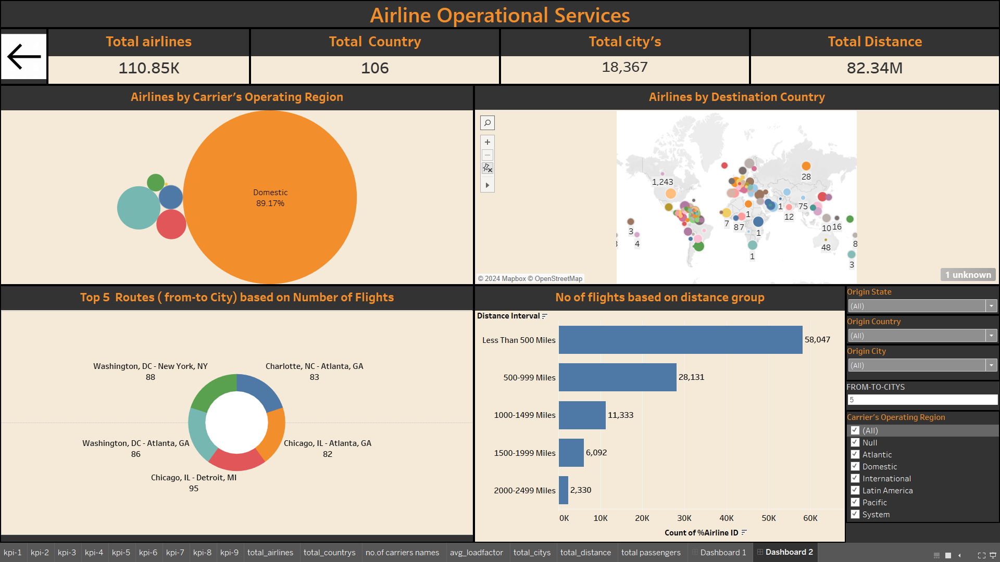 Airline Operational Services
Total airlines
110.85K
Total  Country
106
Total city's
18,367
Total Distance
82.34M
Airlines by Carrier's Operating Region
Domestic
89.17%
Airlines by Destination Country
1,243
28
1
75
12
1
7
87
1
10
16
48
1
3
4
8
3
© 2024 Mapbox © OpenStreetMap
1 unknown
Top 5  Routes ( from-to City) based on Number of Flights
Washington, DC - New York, NY
88
Charlotte, NC - Atlanta, GA
83
Washington, DC - Atlanta, GA
86
Chicago, IL - Atlanta, GA
82
Chicago, IL - Detroit, MI
95
No of flights based on distance group
Distance Interval
Less Than 500 Miles
58,047
500-999 Miles
28,131
1000-1499 Miles
11,333
1500-1999 Miles
6,092
2000-2499 Miles
2,330
0K 10K 20K 30K 40K 50K 60K
Count of %Airline ID
Origin State
(All)
Origin Country
(All)
Origin City
(All)
FROM-TO-CITYS
5
Carrier's Operating Region
(All)
Null
Atlantic
Domestic
International
Latin America
Pacific
System
kpi-1 kpi-2 kpi-3 kpi-4 kpi-5 kpi-6 kpi-7 kpi-8 kpi-9 total_airlines total_countrys no.of carriers names avg_loadfactor total_citys total_distance total passengers Dashboard 1 Dashboard 2